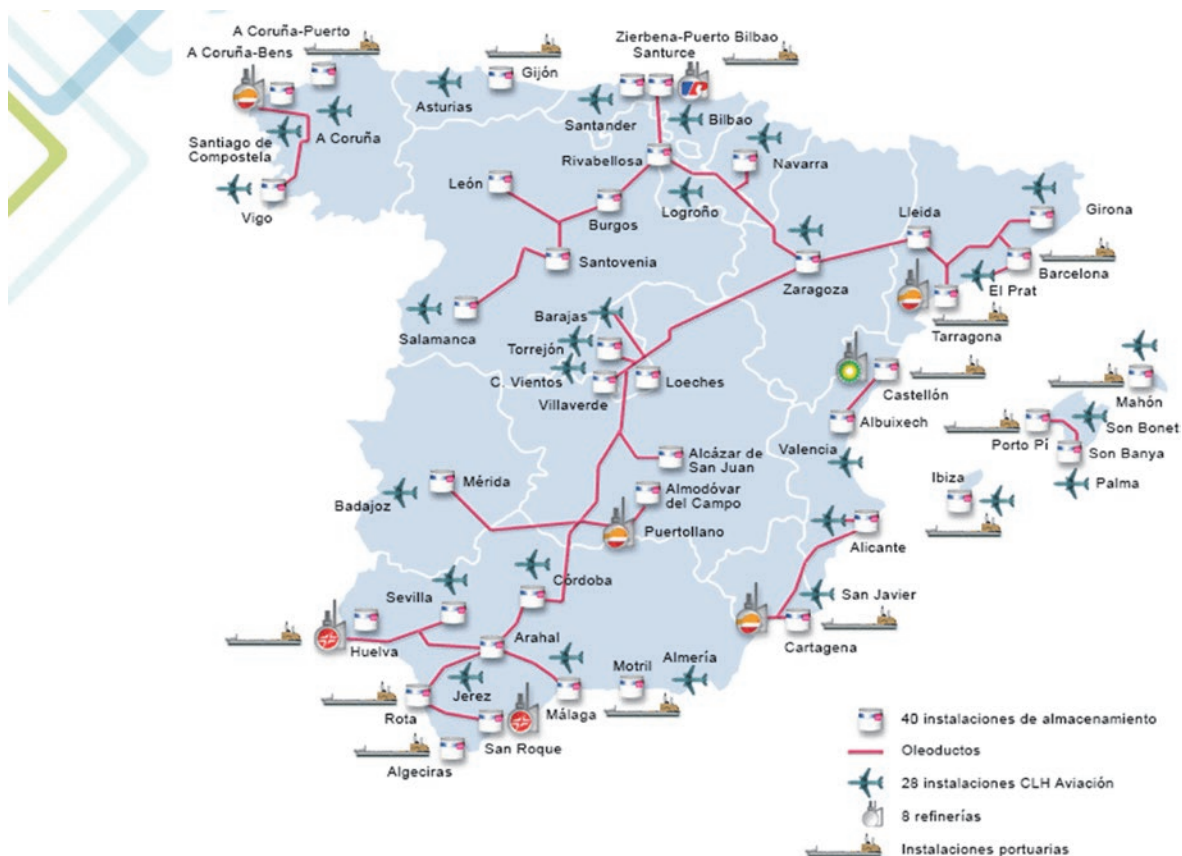 A Coruña-Puerto
A Coruña-Bens
Gijón
Zierbena-Puerto Bilbao
Santurce
Asturias
Santander
Bilbao
Santiago de
Compostela
A Coruña
Vigo
León
Rivabellosa
Navarra
Burgos
Logroño
Lleida
Girona
Santovenia
Zaragoza
Barcelona
El Prat
Tarragona
Salamanca
Barajas
Torrejón
C. Vientos
Villaverde
Loeches
Castellón
Albuixech
Mahón
Porto Pí
Son Bonet
Son Banya
Palma
Ibiza
Valencia
Alcázar de
San Juan
Mérida
Badajoz
Almodóvar
del Campo
Puertollano
Alicante
San Javier
Cartagena
Córdoba
Sevilla
Huelva
Arahal
Motril
Almería
Jerez
Rota
Málaga
San Roque
Algeciras
40 instalaciones de almacenamiento
Oleoductos
28 instalaciones CLH Aviación
8 refinerías
Instalaciones portuarias